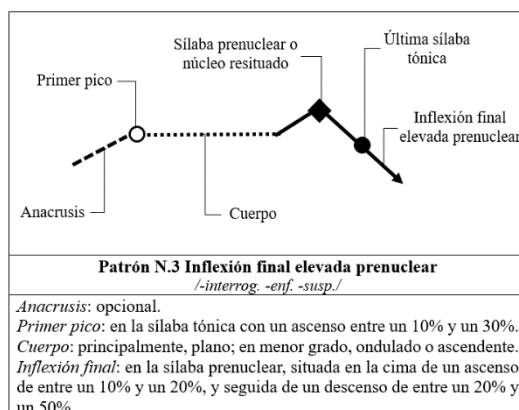 Sílaba prenuclear o
núcleo resituado
Última sílaba
tónica
Primer pico
Inflexión final
elevada prenuclear
Anacrusis
Cuerpo
Patrón N.3 Inflexión final elevada prenuclear
/-interrog. -enf. -susp./
Anacrusis: opcional.
Primer pico: en la sílaba tónica con un ascenso entre un 10% y un 30%.
Cuerpo: principalmente, plano; en menor grado, ondulado o ascendente.
Inflexión final: en la sílaba prenuclear, situada en la cima de un ascenso
de entre un 10% y un 20%, y seguida de un descenso de entre un 20% y
un 50%.